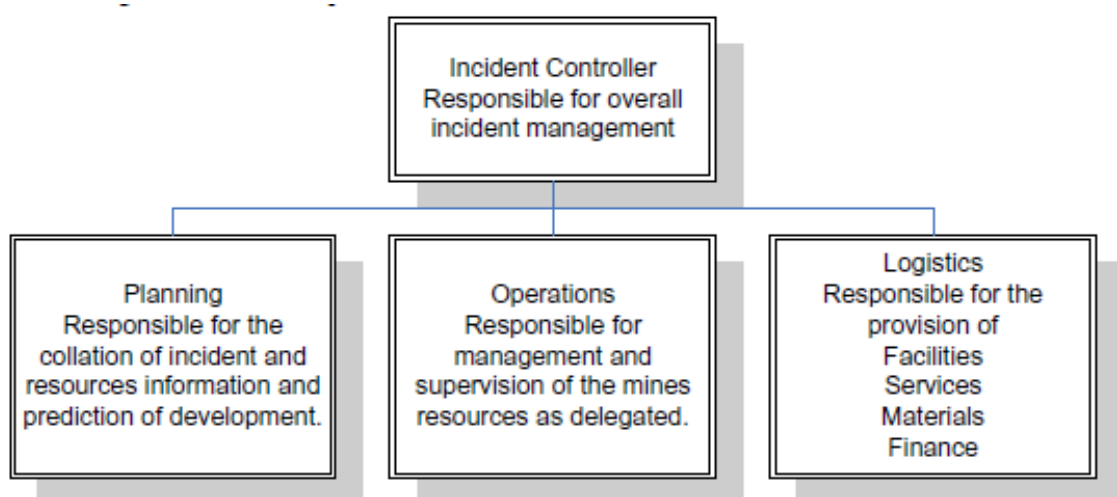 Incident Controller
Responsible for overall
incident management
Planning
Responsible for the
collation of incident and
resources information and
prediction of development.
Operations
Responsible for
management and
supervision of the mines
resources as delegated.
Logistics
Responsible for the
provision of
Facilities
Services
Materials
Finance